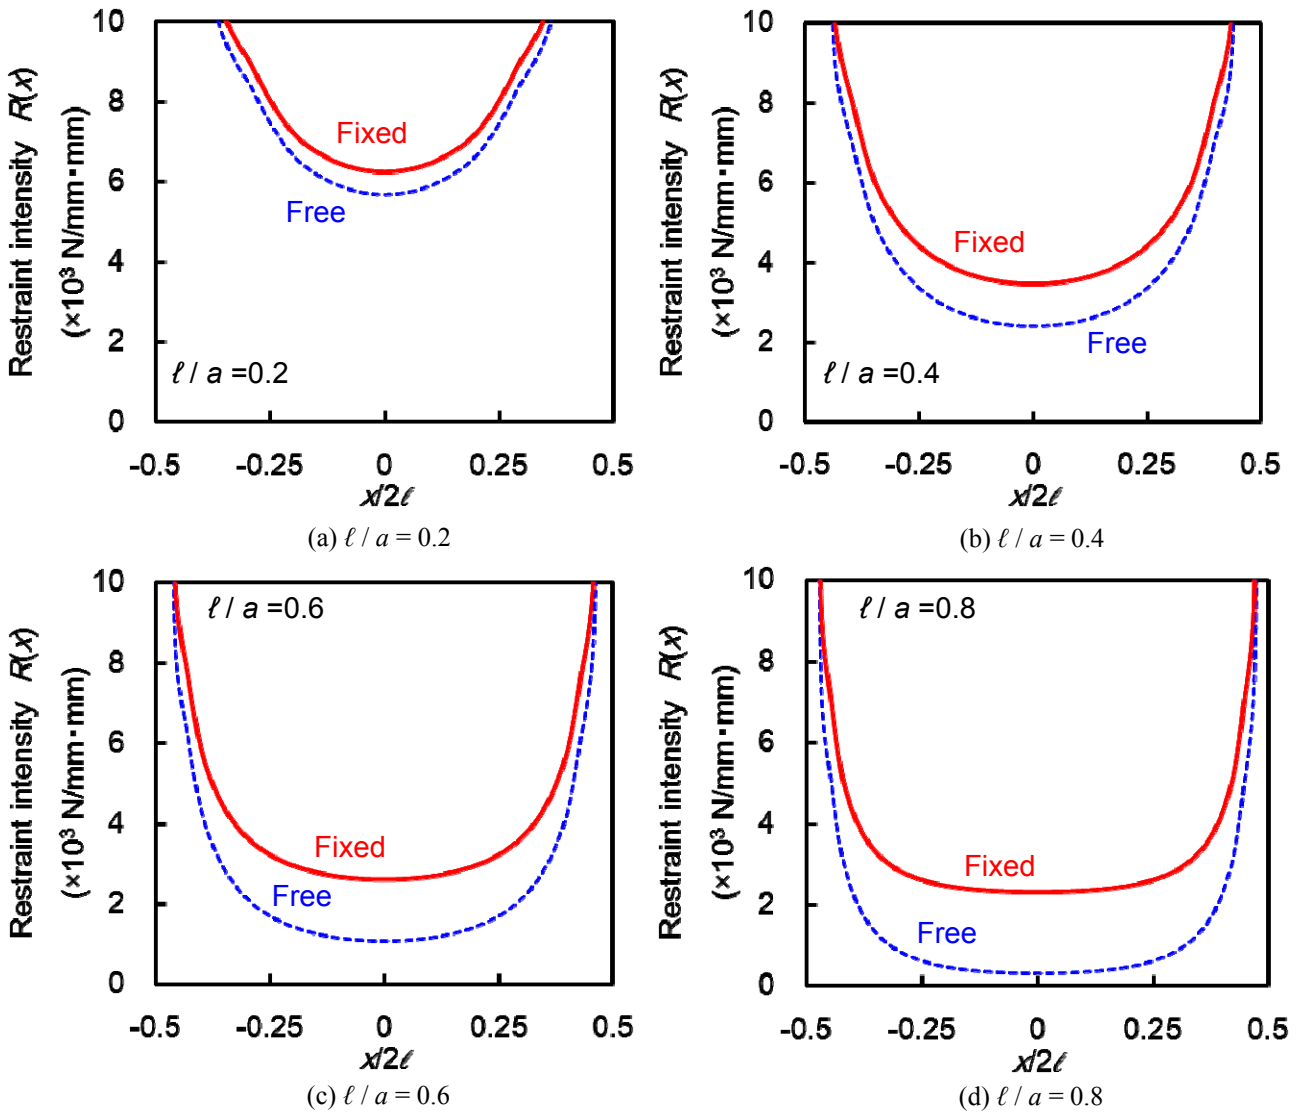 Restraint intensity R(x)
(×10³ N/mm・mm)
10
8
6
4
2
0
Fixed
Free
ℓ / a =0.2
-0.5 -0.25 0 0.25 0.5
x/2ℓ
(a) ℓ / a = 0.2
Restraint intensity R(x)
(×10³ N/mm・mm)
10
8
6
4
2
0
Fixed
Free
ℓ / a =0.4
-0.5 -0.25 0 0.25 0.5
x/2ℓ
(b) ℓ / a = 0.4
Restraint intensity R(x)
(×10³ N/mm・mm)
10
8
6
4
2
0
ℓ / a =0.6
Fixed
Free
-0.5 -0.25 0 0.25 0.5
x/2ℓ
(c) ℓ / a = 0.6
Restraint intensity R(x)
(×10³ N/mm・mm)
10
8
6
4
2
0
ℓ / a =0.8
Fixed
Free
-0.5 -0.25 0 0.25 0.5
x/2ℓ
(d) ℓ / a = 0.8